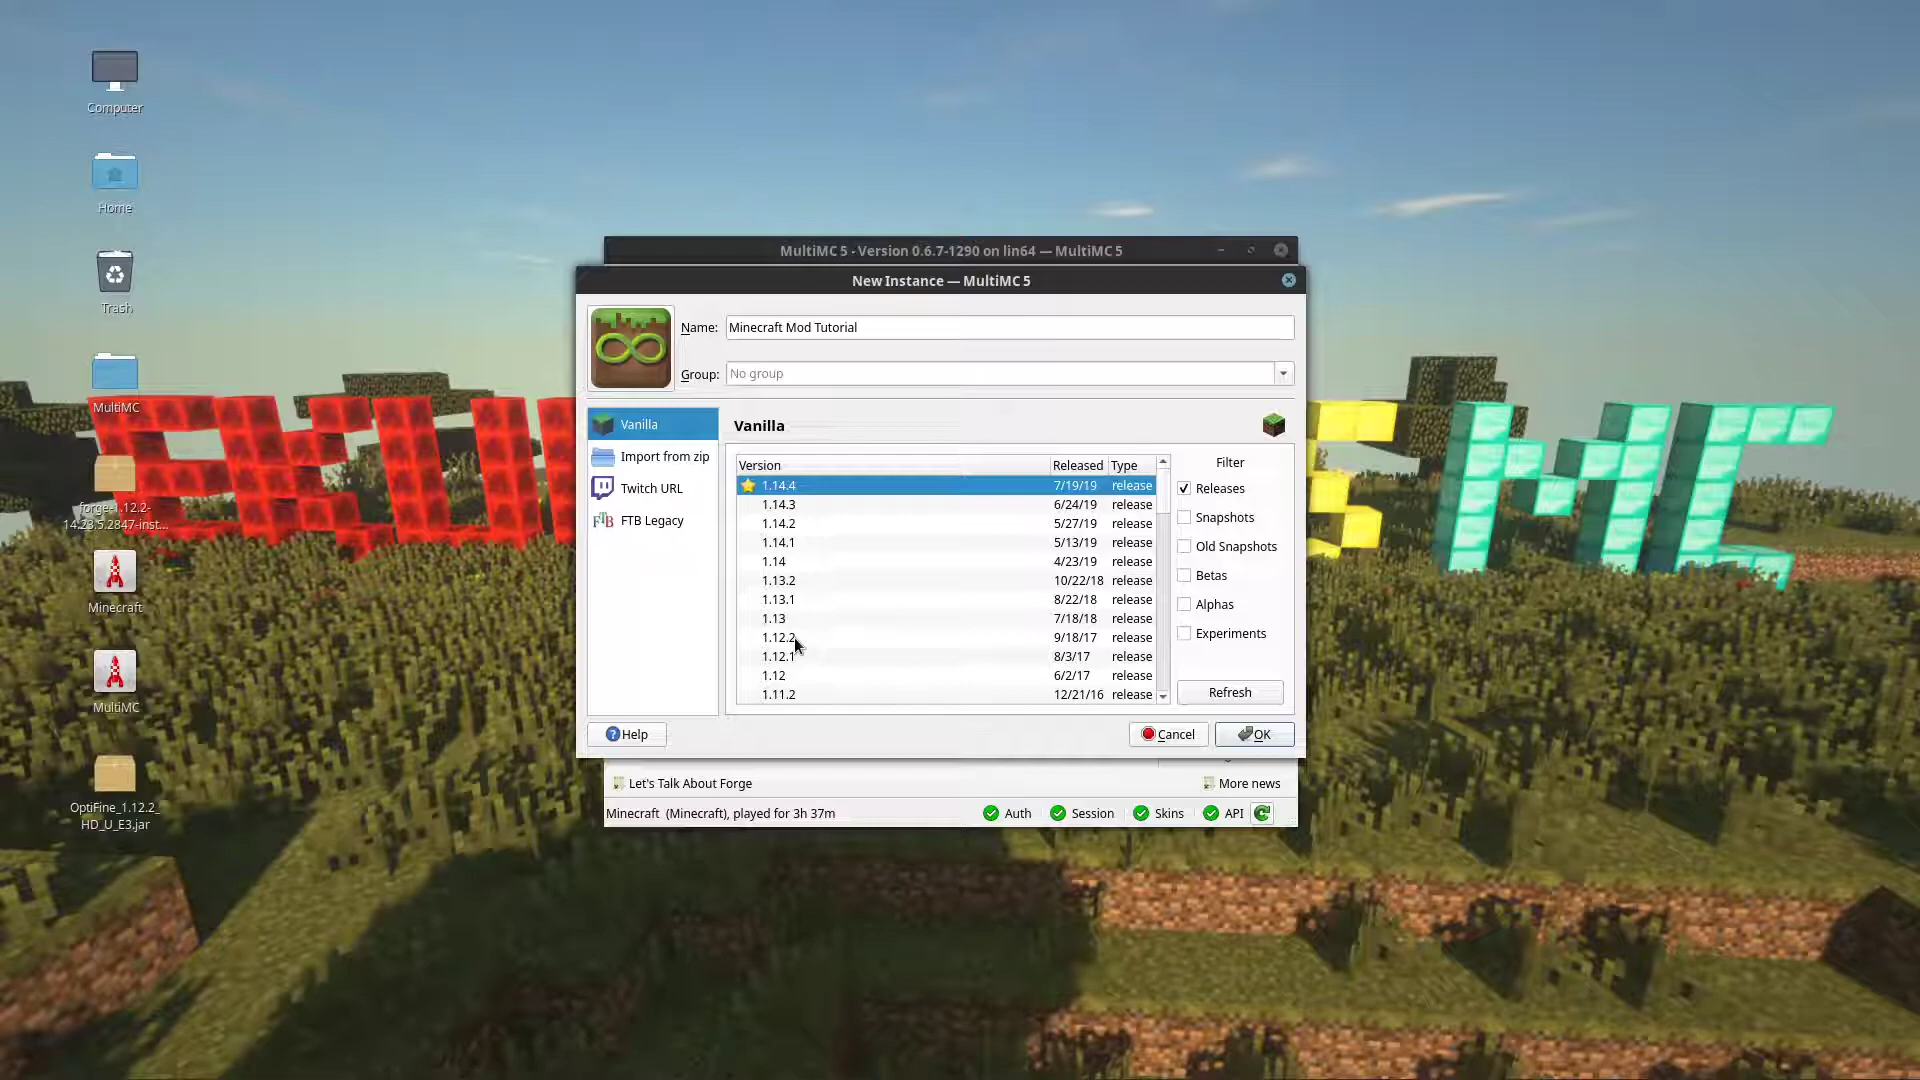 Computer
Home
Trash
MultiMC
forge-1.12.2-
14.23.5.2847-inst...
Minecraft
MultiMC
OptiFine_1.12.2_
HD_U_E3.jar
MultiMC 5 - Version 0.6.7-1290 on lin64 — MultiMC 5
New Instance — MultiMC 5
Name: Minecraft Mod Tutorial
Group: No group
Vanilla
Import from zip
Twitch URL
FTB Legacy
Vanilla
Version Released Type
1.14.4 7/19/19 release
1.14.3 6/24/19 release
1.14.2 5/27/19 release
1.14.1 5/13/19 release
1.14 4/23/19 release
1.13.2 10/22/18 release
1.13.1 8/22/18 release
1.13 7/18/18 release
1.12.2 9/18/17 release
1.12.1 8/3/17 release
1.12 6/2/17 release
1.11.2 12/21/16 release
Filter
Releases
Snapshots
Old Snapshots
Betas
Alphas
Experiments
Refresh
Help Cancel OK
Let's Talk About Forge More news
Minecraft (Minecraft), played for 3h 37m Auth Session Skins API